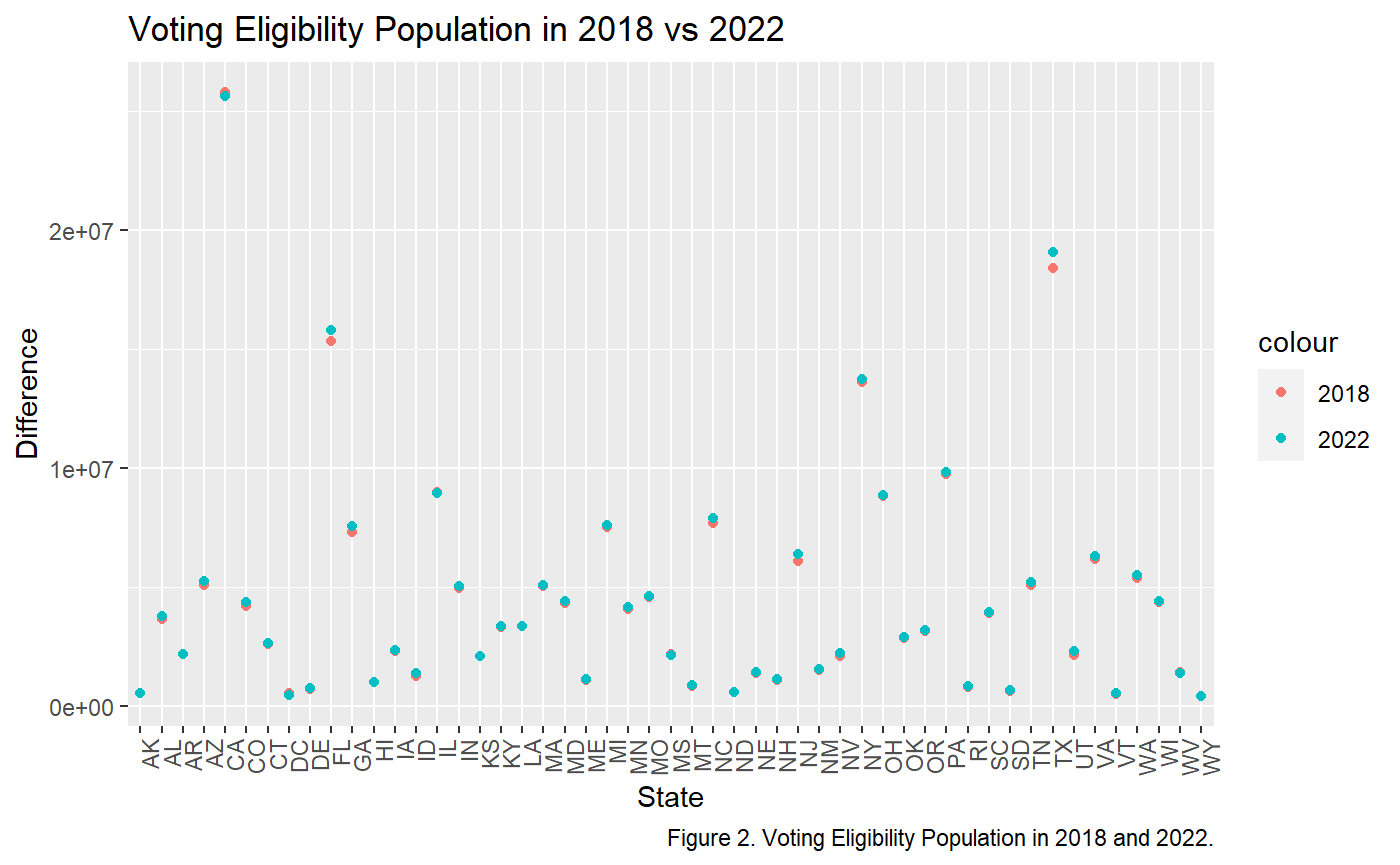 Voting Eligibility Population in 2018 vs 2022
Difference
2e+07
1e+07
0e+00
AK AL AR AZ CA CO CT DC DE FL GA HI IA ID IL IN KS KY LA MA MD ME MI MN MO MS MT NC ND NE NH NJ NM NV NY OH OK OR PA RI SC SD TN TX UT VA VT WA WI WV WY
State
colour
2018
2022
Figure 2. Voting Eligibility Population in 2018 and 2022.